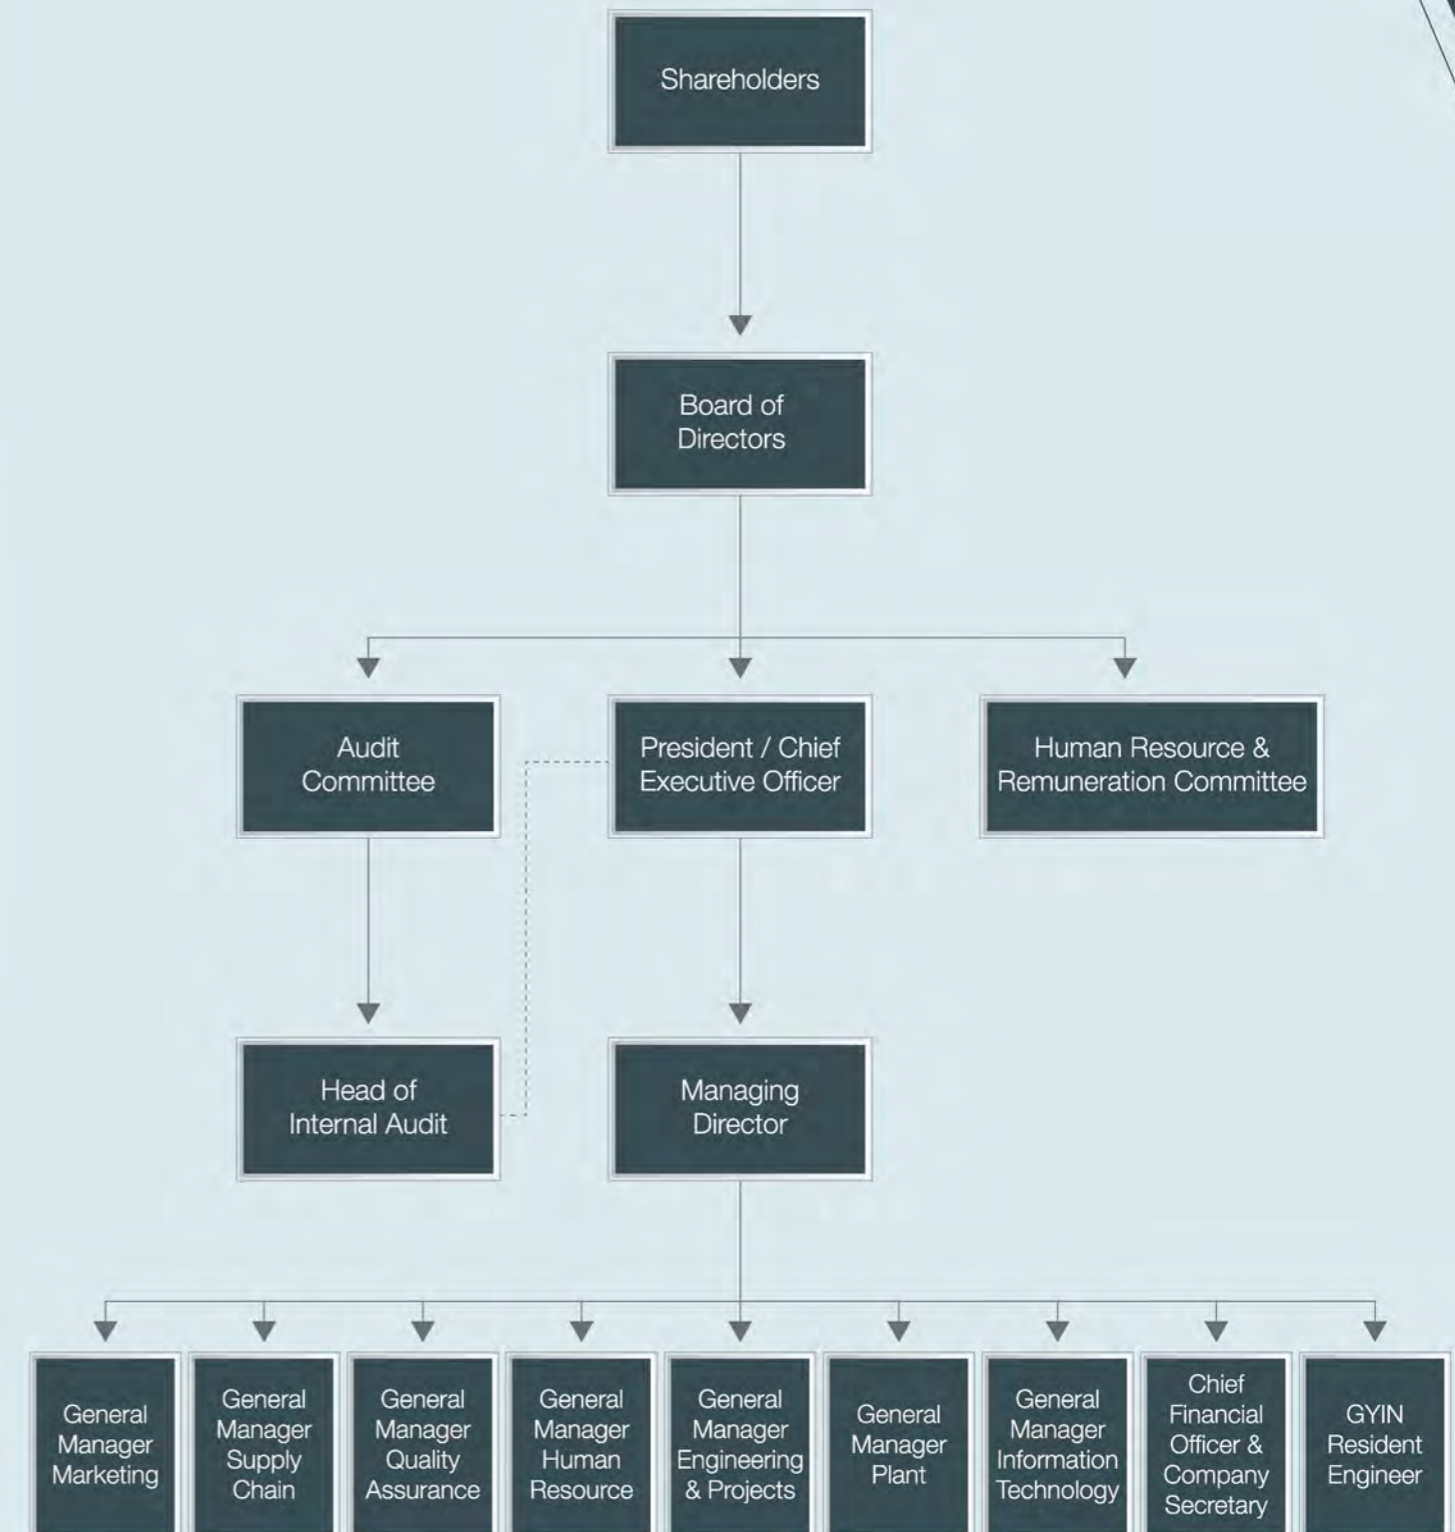 Shareholders
Board of
Directors
Audit
Committee
President / Chief
Executive Officer
Human Resource &
Remuneration Committee
Head of
Internal Audit
Managing
Director
General
Manager
Marketing
General
Manager
Supply
Chain
General
Manager
Quality
Assurance
General
Manager
Human
Resource
General
Manager
Engineering
& Projects
General
Manager
Plant
General
Manager
Information
Technology
Chief
Financial
Officer &
Company
Secretary
GYIN
Resident
Engineer